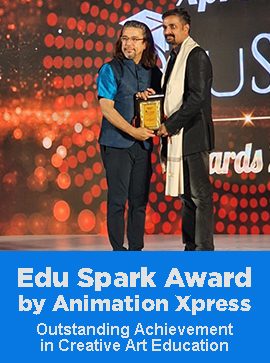 Edu Spark Award
by Animation Xpress
Outstanding Achievement
in Creative Art Education